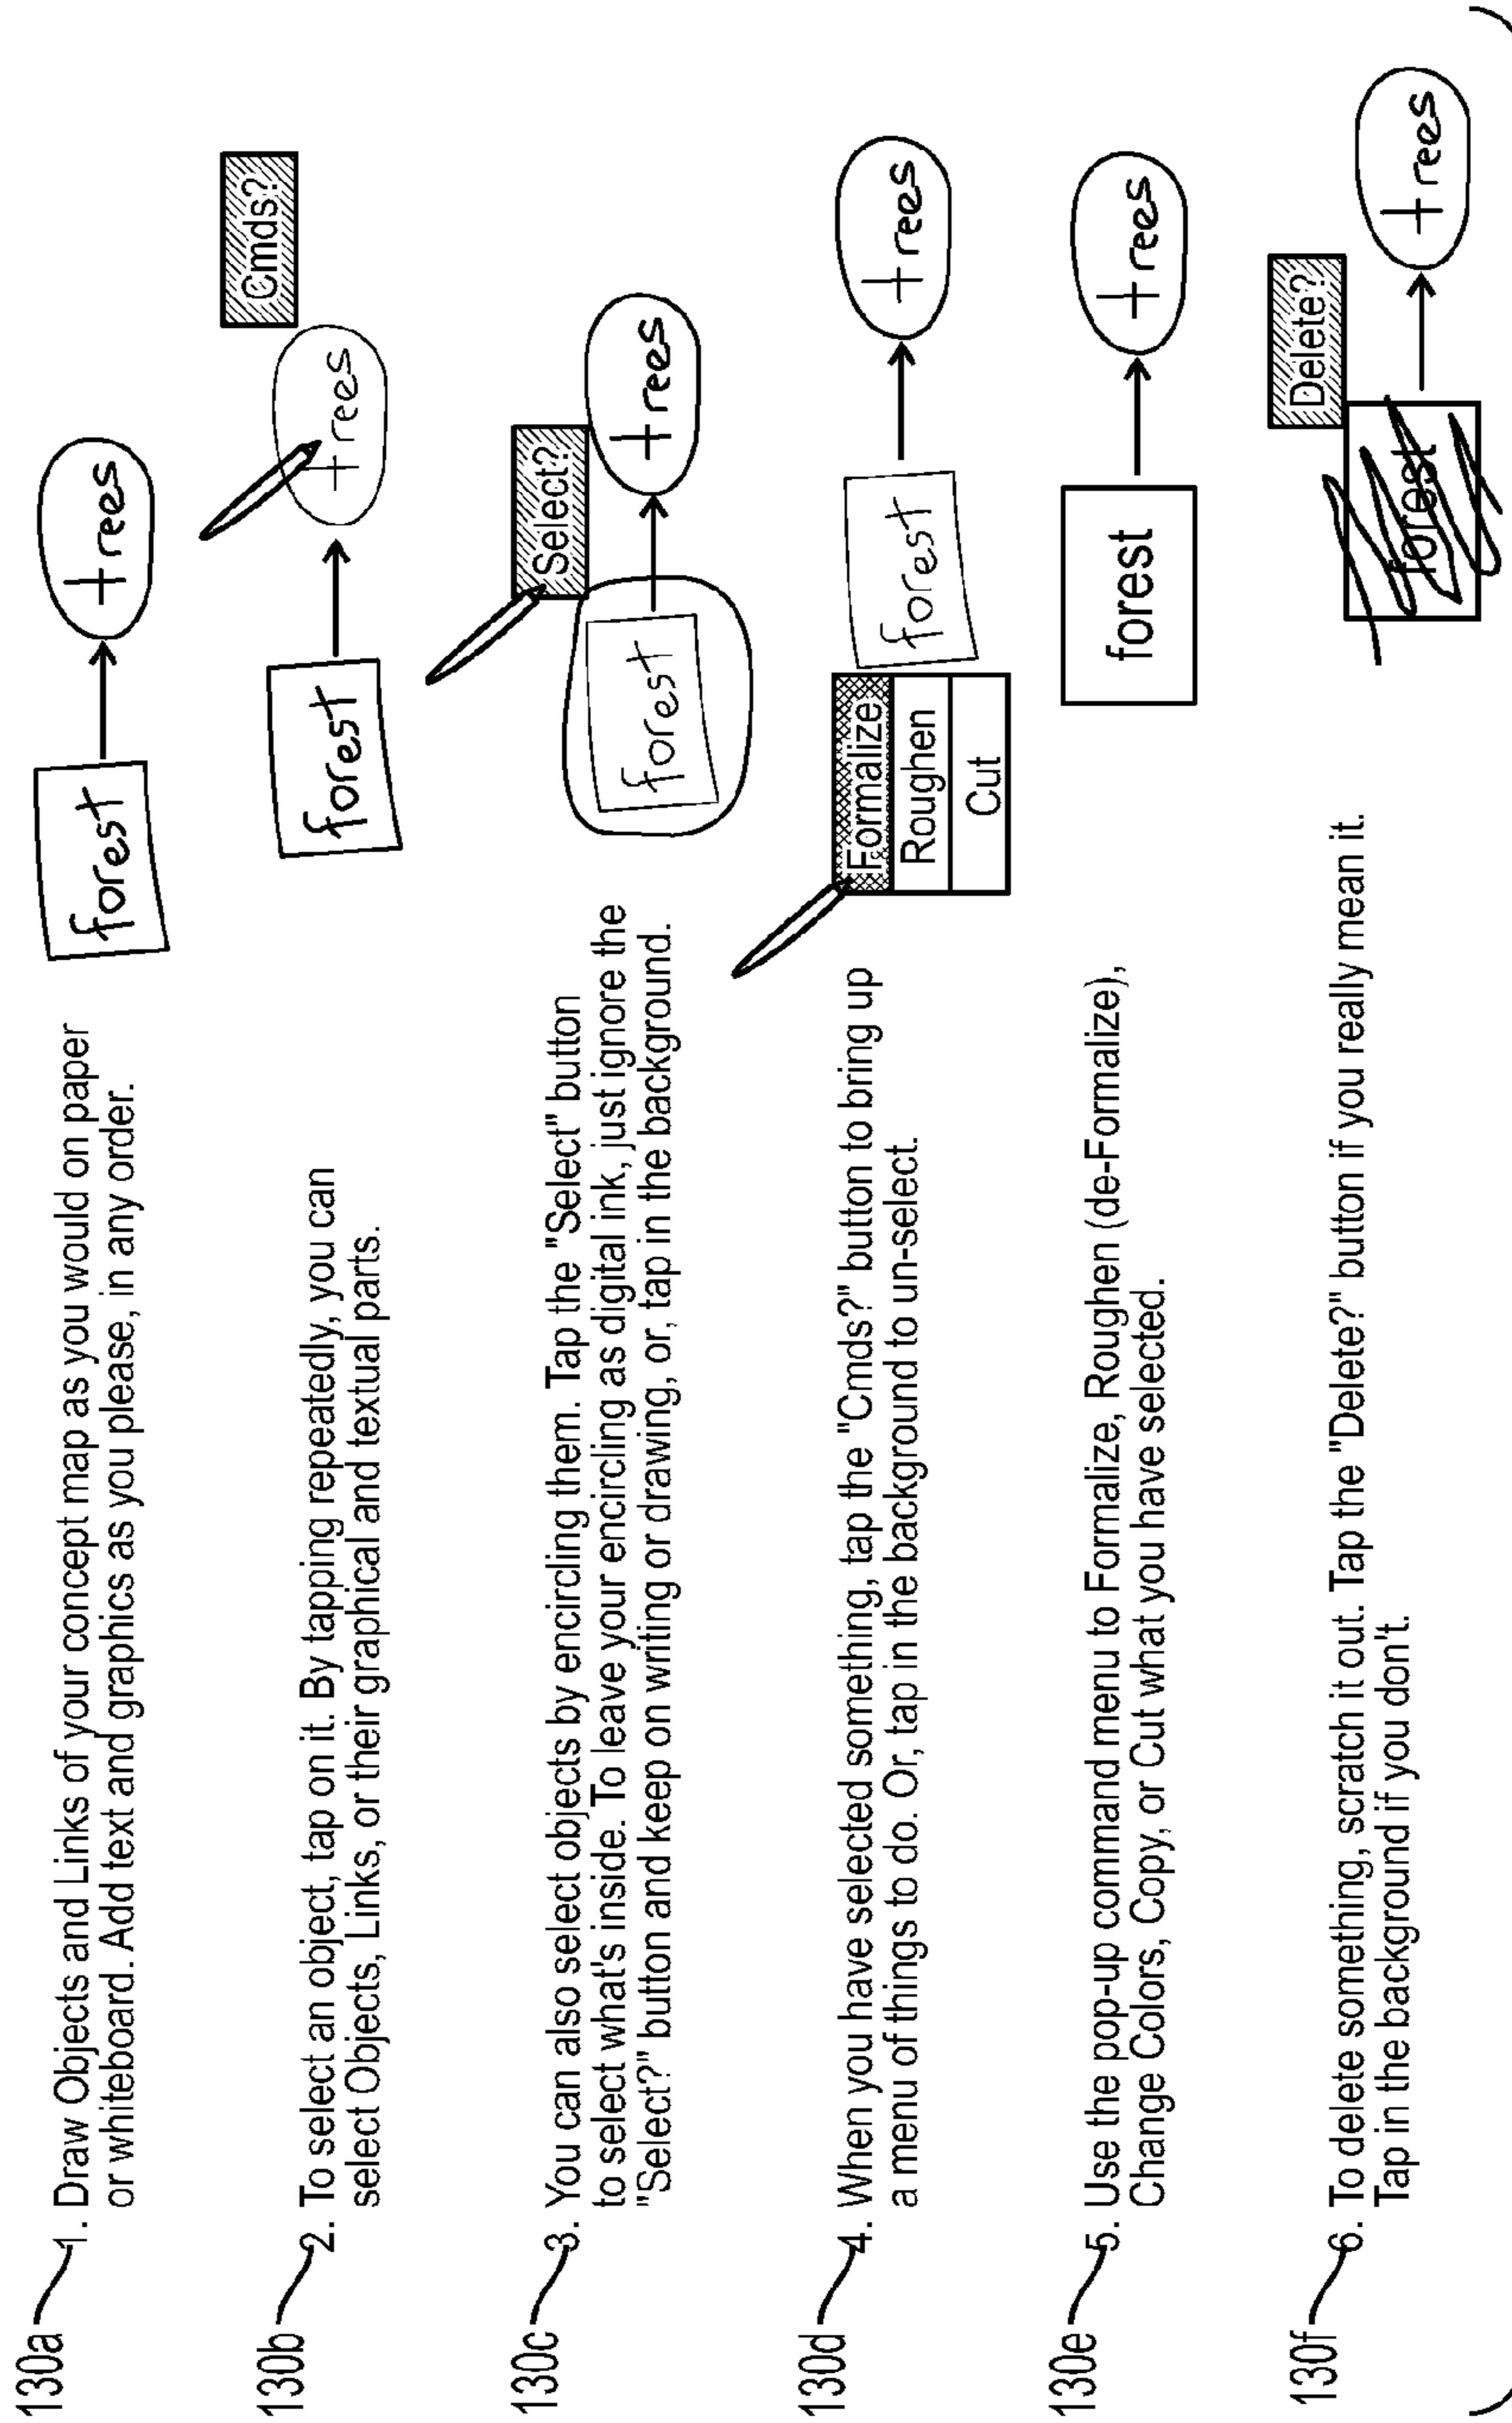 130a
1. Draw Objects and Links of your concept map as you would on paper
or whiteboard. Add text and graphics as you please, in any order.
forest
trees
130b
2. To select an object, tap on it. By tapping repeatedly, you can
select Objects, Links, or their graphical and textual parts.
forest
trees
Cmds?
130c
3. You can also select objects by encircling them. Tap the "Select" button
to select what's inside. To leave your encircling as digital ink, just ignore the
"Select?" button and keep on writing or drawing, or, tap in the background.
forest
Select?
trees
130d
4. When you have selected something, tap the "Cmds?" button to bring up
a menu of things to do. Or, tap in the background to un-select.
Formalize
Roughen
Cut
forest
trees
130e
5. Use the pop-up command menu to Formalize, Roughen (de-Formalize),
Change Colors, Copy, or Cut what you have selected.
forest
trees
130f
6. To delete something, scratch it out. Tap the "Delete?" button if you really mean it.
Tap in the background if you don't.
forest
Delete?
trees